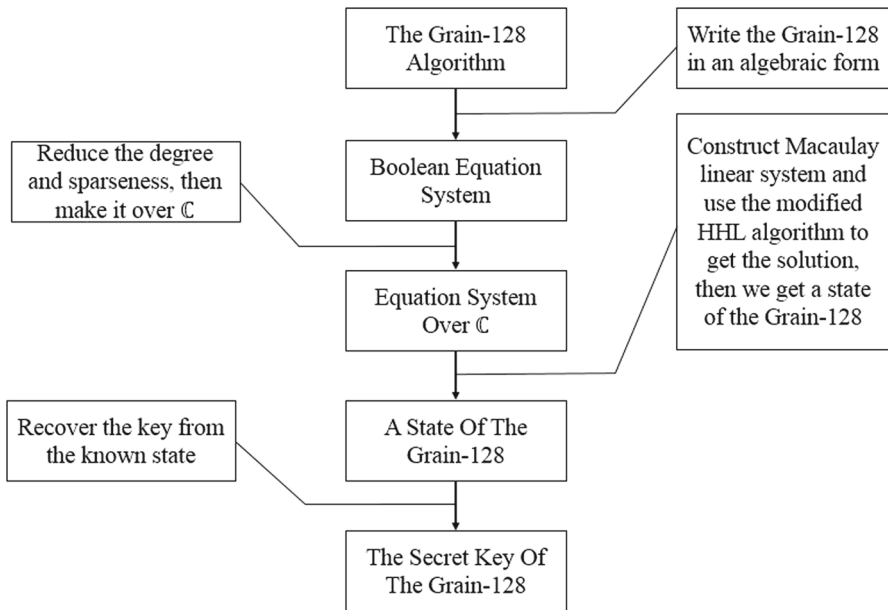 The Grain-128
Algorithm
Write the Grain-128
in an algebraic form
Reduce the degree
and sparseness, then
make it over ℂ
Boolean Equation
System
Construct Macaulay
linear system and
use the modified
HHL algorithm to
get the solution,
then we get a state
of the Grain-128
Equation System
Over ℂ
Recover the key from
the known state
A State Of The
Grain-128
The Secret Key Of
The Grain-128